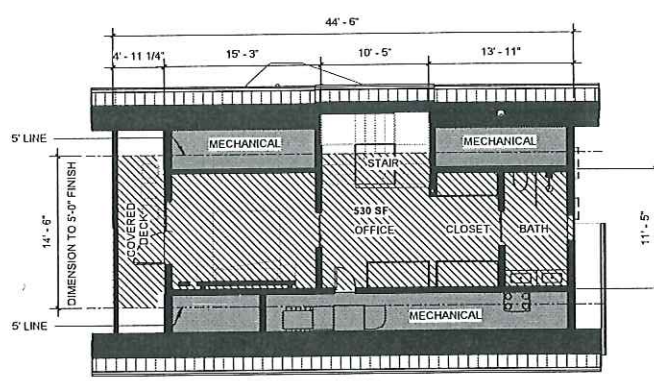 44' - 6"
4' - 11 1/4"
15' - 3"
10' - 5"
13' - 11"
5' LINE
MECHANICAL
MECHANICAL
STAIR
14' - 6"
DIMENSION TO 5'-0" FINISH
COVERED
DECK
530 SF
OFFICE
CLOSET
BATH
11' - 5"
MECHANICAL
5' LINE